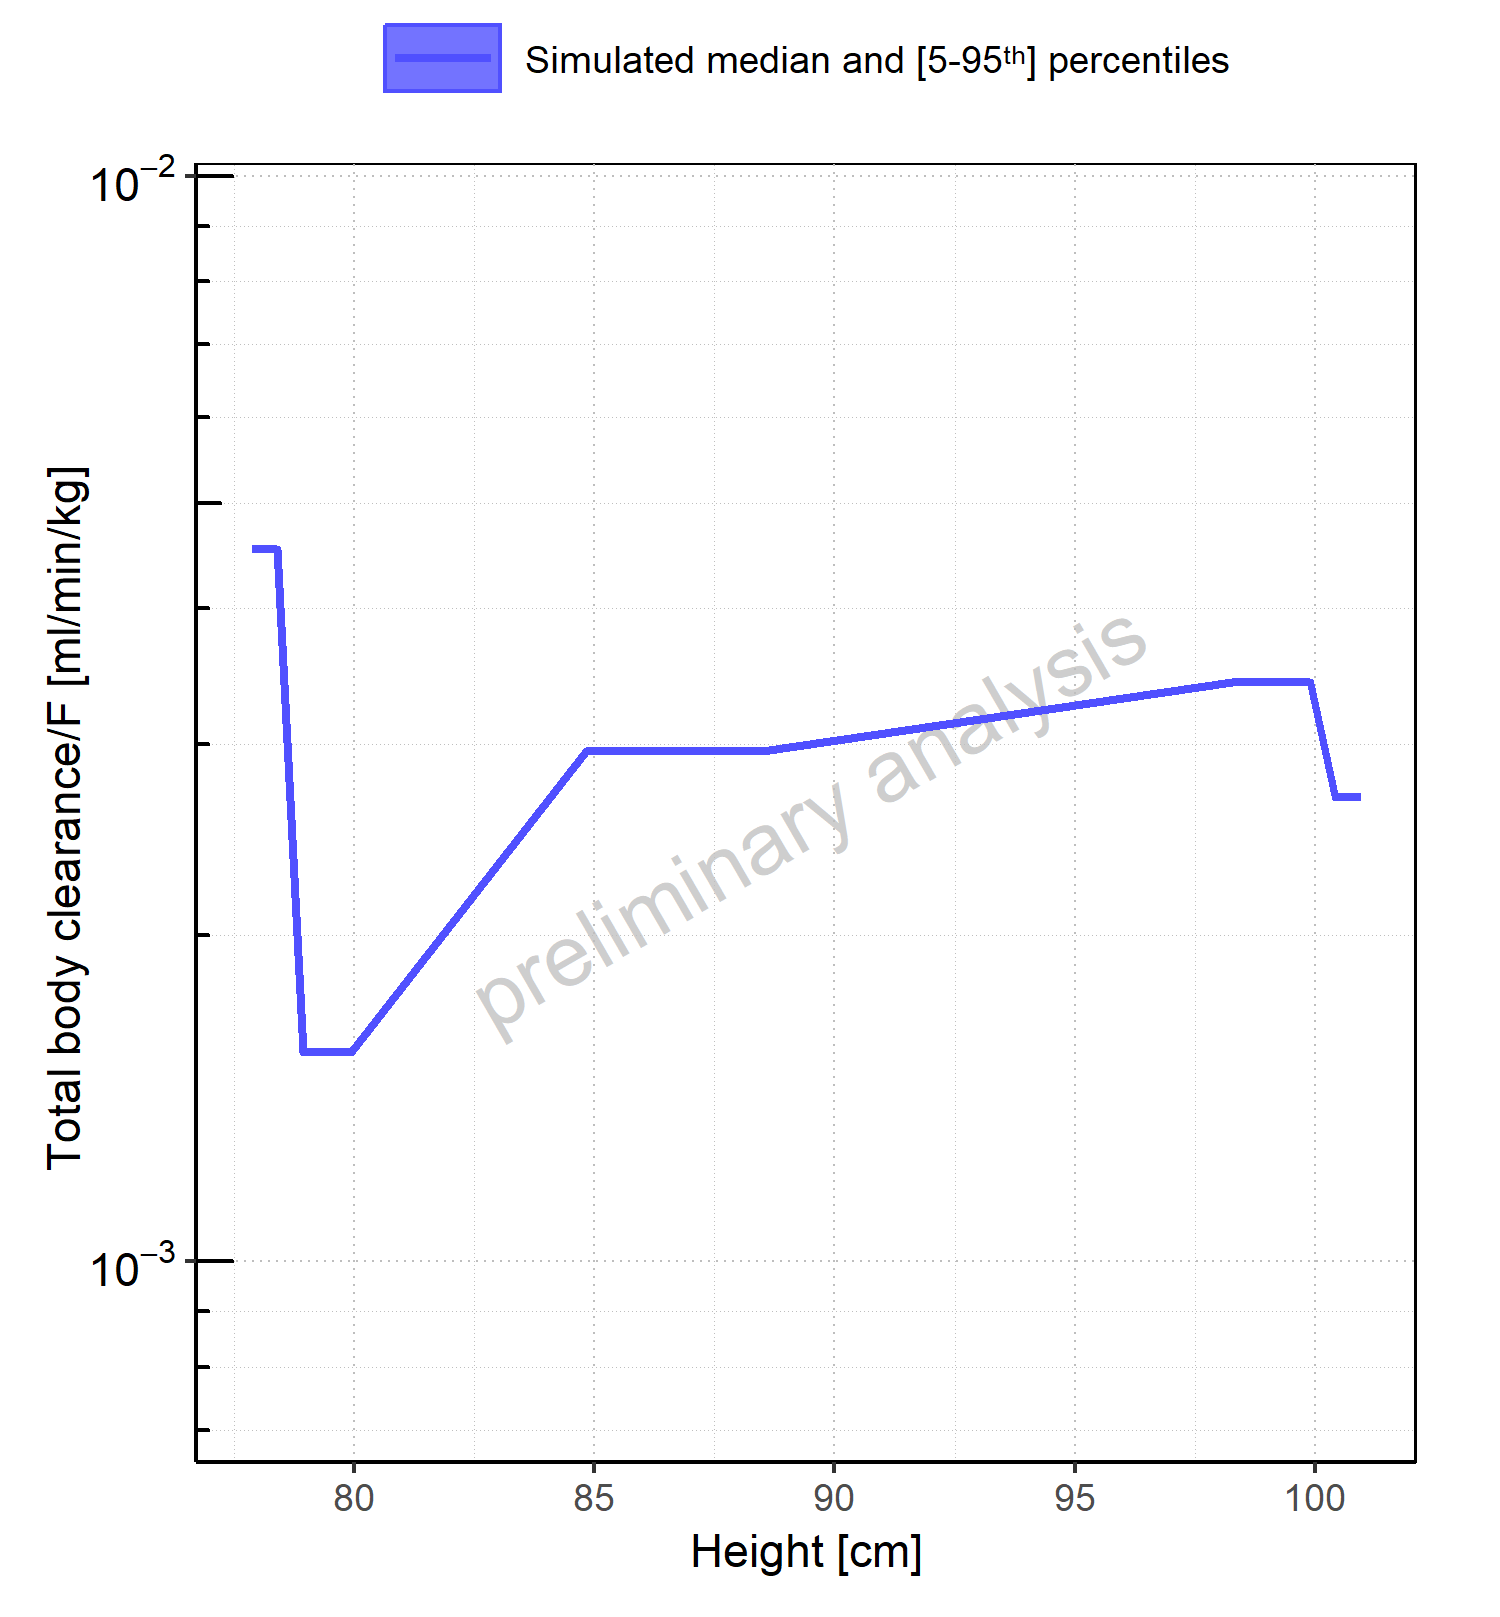 Simulated median and [5-95th] percentiles
10−2
10−3
Total body clearance/F [ml/min/kg]
preliminary analysis
80 85 90 95 100
Height [cm]